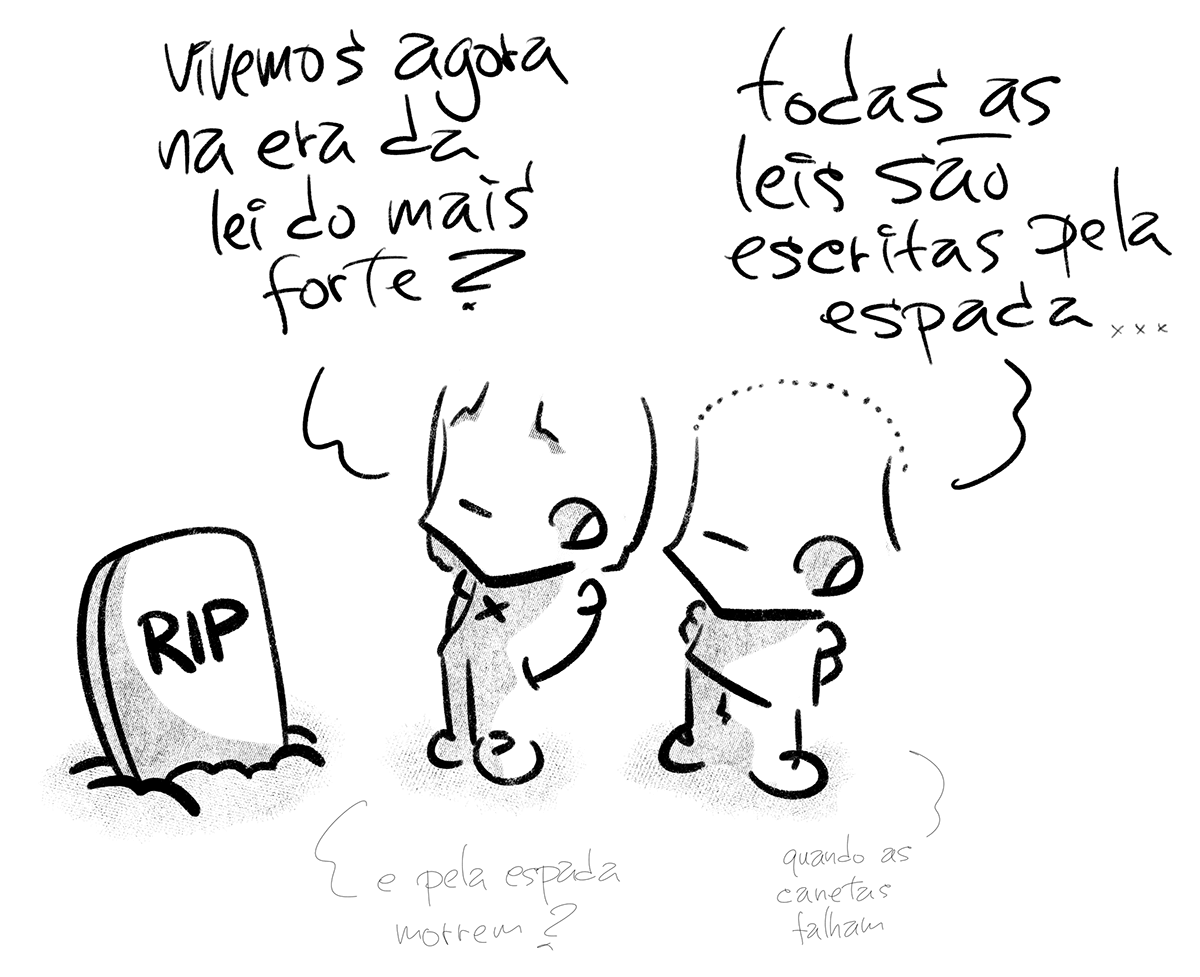 vivemos agora
na era da
lei do mais
forte?
todas as
leis são
escritas pela
espada...
RIP
e pela espada
morrem?
quando as
canetas
falham